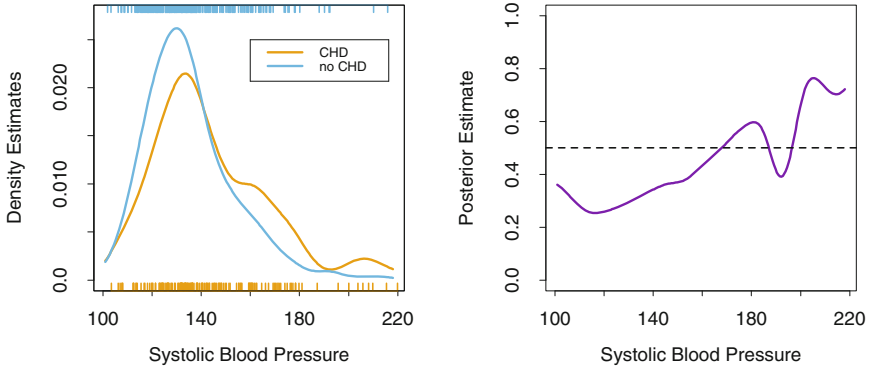 CHD
no CHD
Density Estimates
0.0
0.010
0.020
100
140
180
220
Systolic Blood Pressure
Posterior Estimate
0.0
0.2
0.4
0.6
0.8
1.0
100
140
180
220
Systolic Blood Pressure